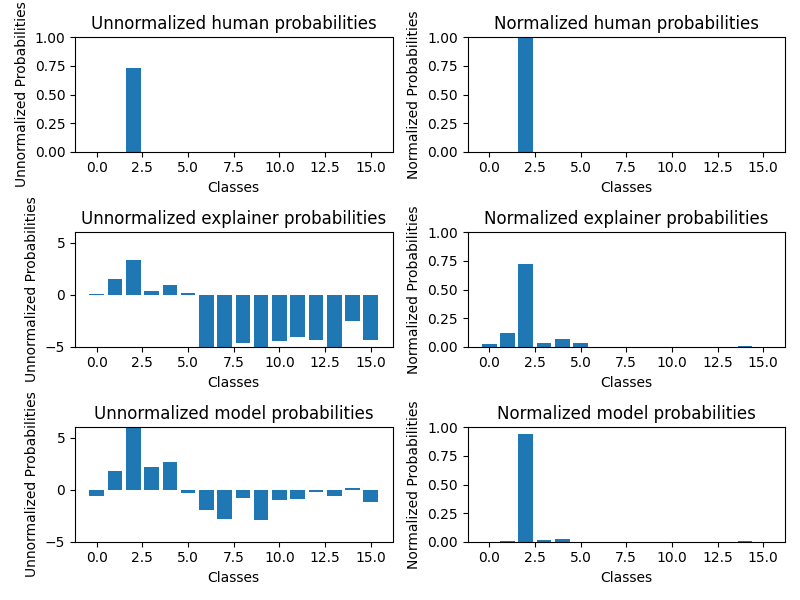 Unnormalized human probabilities
Unnormalized Probabilities
1.00
0.75
0.50
0.25
0.00
0.0 2.5 5.0 7.5 10.0 12.5 15.0
Classes
Normalized human probabilities
Normalized Probabilities
1.00
0.75
0.50
0.25
0.00
0.0 2.5 5.0 7.5 10.0 12.5 15.0
Classes
Unnormalized explainer probabilities
Unnormalized Probabilities
5
0
−5
0.0 2.5 5.0 7.5 10.0 12.5 15.0
Classes
Normalized explainer probabilities
Normalized Probabilities
1.00
0.75
0.50
0.25
0.00
0.0 2.5 5.0 7.5 10.0 12.5 15.0
Classes
Unnormalized model probabilities
Unnormalized Probabilities
5
0
−5
0.0 2.5 5.0 7.5 10.0 12.5 15.0
Classes
Normalized model probabilities
Normalized Probabilities
1.00
0.75
0.50
0.25
0.00
0.0 2.5 5.0 7.5 10.0 12.5 15.0
Classes